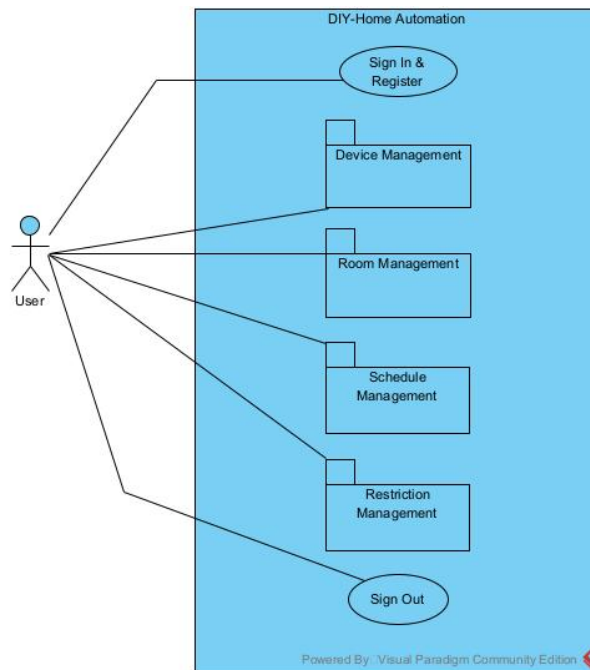 DIY-Home Automation
Sign In &
Register
Device Management
Room Management
User
Schedule
Management
Restriction
Management
Sign Out
Powered By Visual Paradigm Community Edition